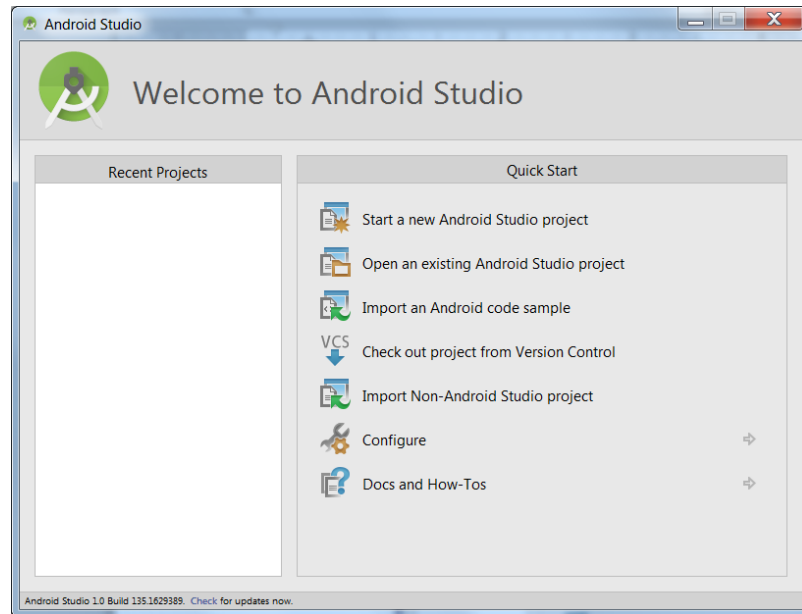 Android Studio
Welcome to Android Studio
Recent Projects
Quick Start
Start a new Android Studio project
Open an existing Android Studio project
Import an Android code sample
VCS
Check out project from Version Control
Import Non-Android Studio project
Configure
Docs and How-Tos
Android Studio 1.0 Build 135.1629389. Check for updates now.